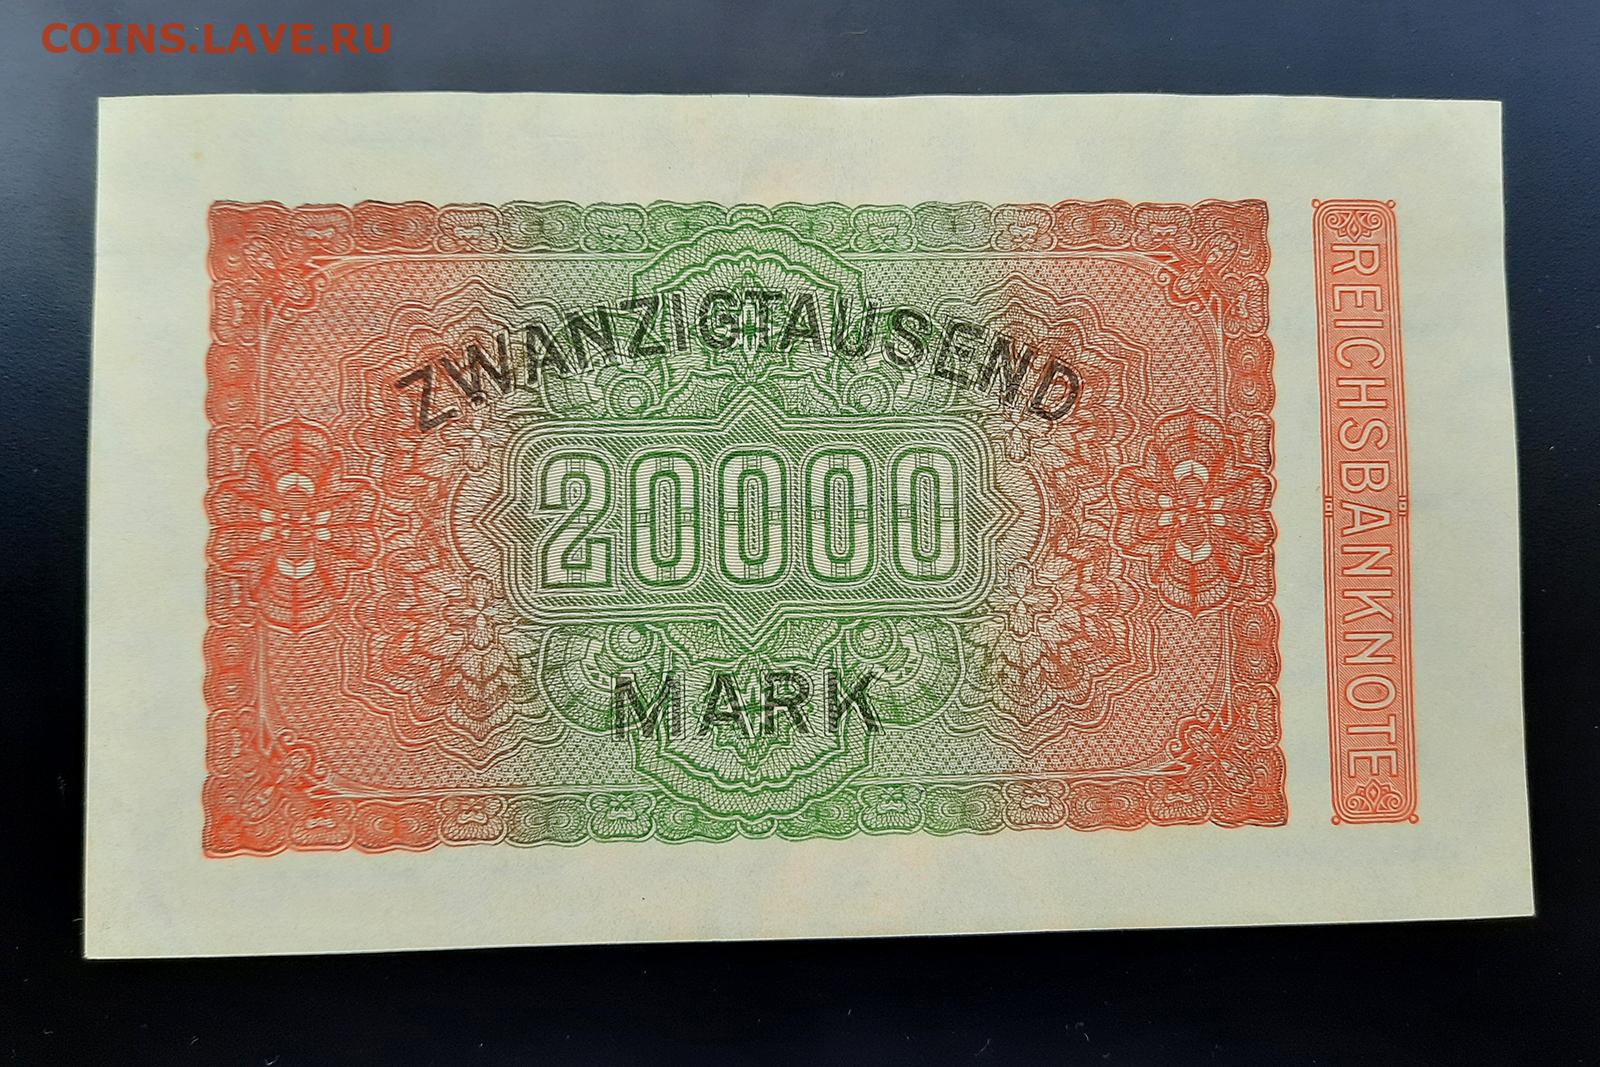 COINS.LAVE.RU
ZWANZIGTAUSEND
20000
MARK
REICHSBANKNOTE